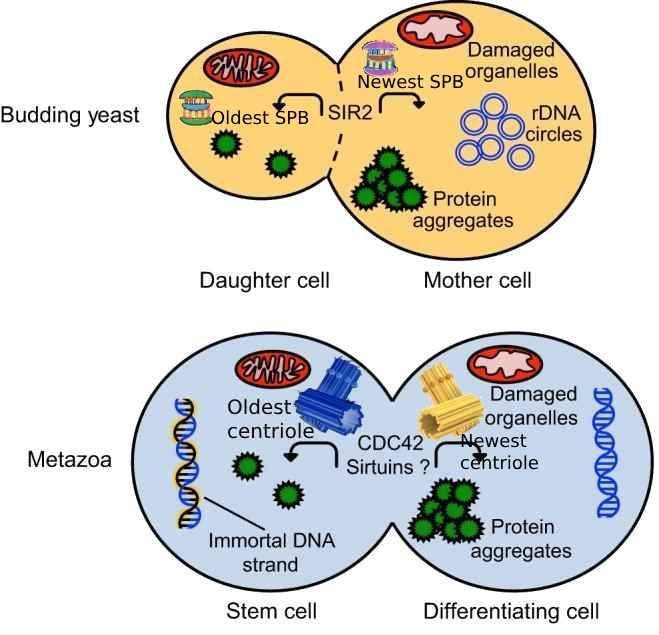 Budding yeast
Oldest SPB
Newest SPB
SIR2
Damaged
organelles
rDNA
circles
Protein
aggregates
Daughter cell
Mother cell
Metazoa
Oldest
centriole
CDC42
Sirtuins ?
Damaged
organelles
Newest
centriole
Immortal DNA
strand
Protein
aggregates
Stem cell
Differentiating cell